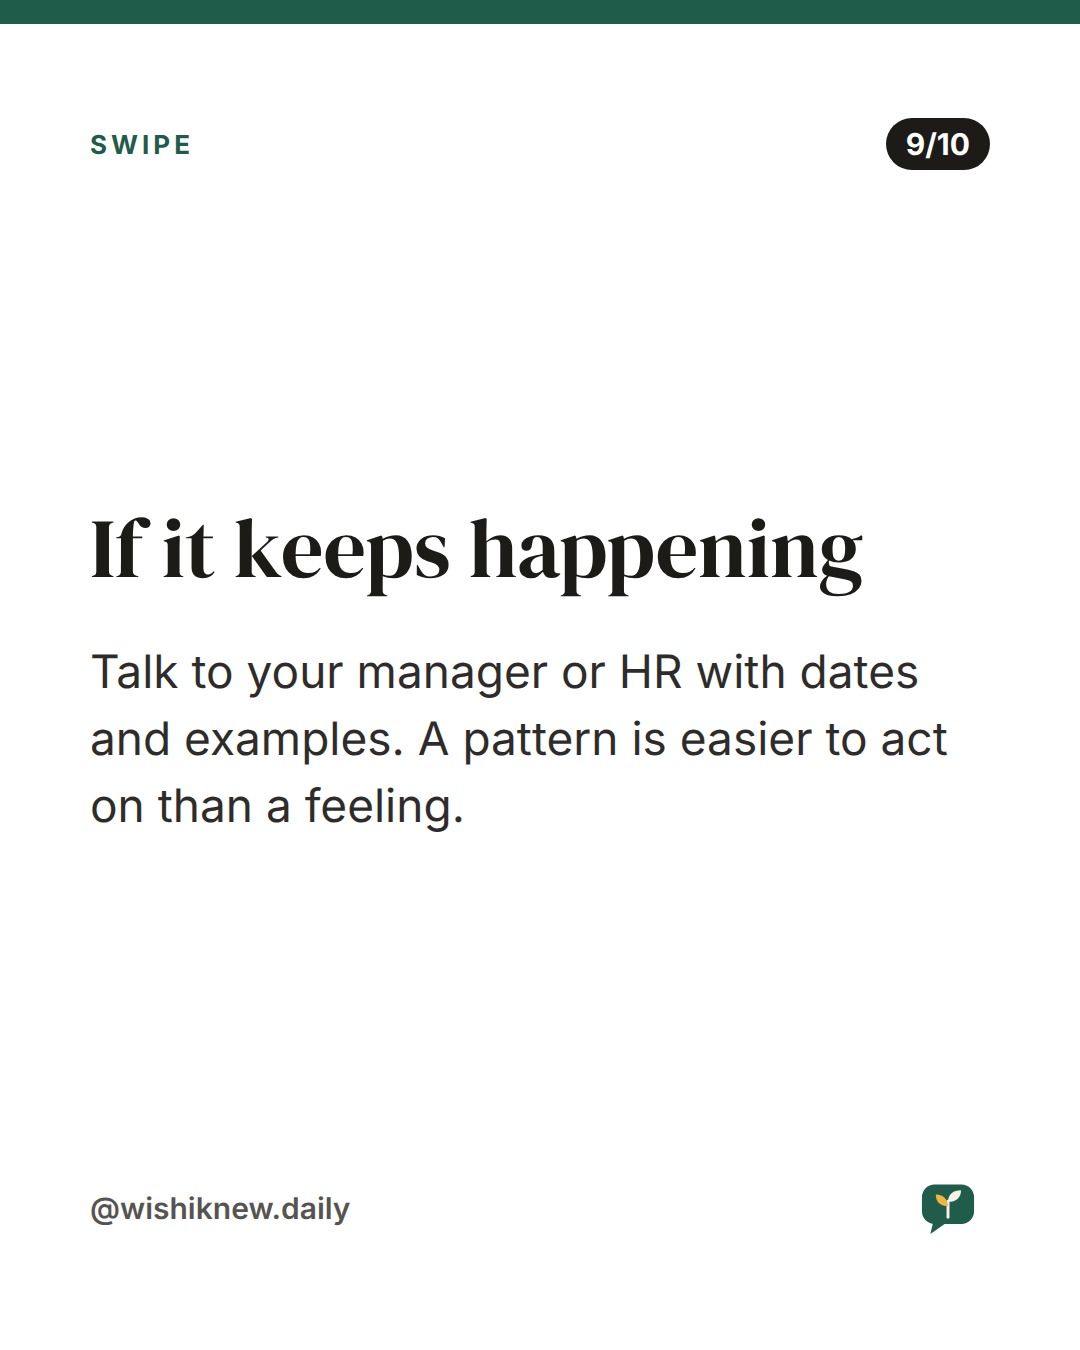 SWIPE
9/10
If it keeps happening
Talk to your manager or HR with dates
and examples. A pattern is easier to act
on than a feeling.
@wishiknew.daily